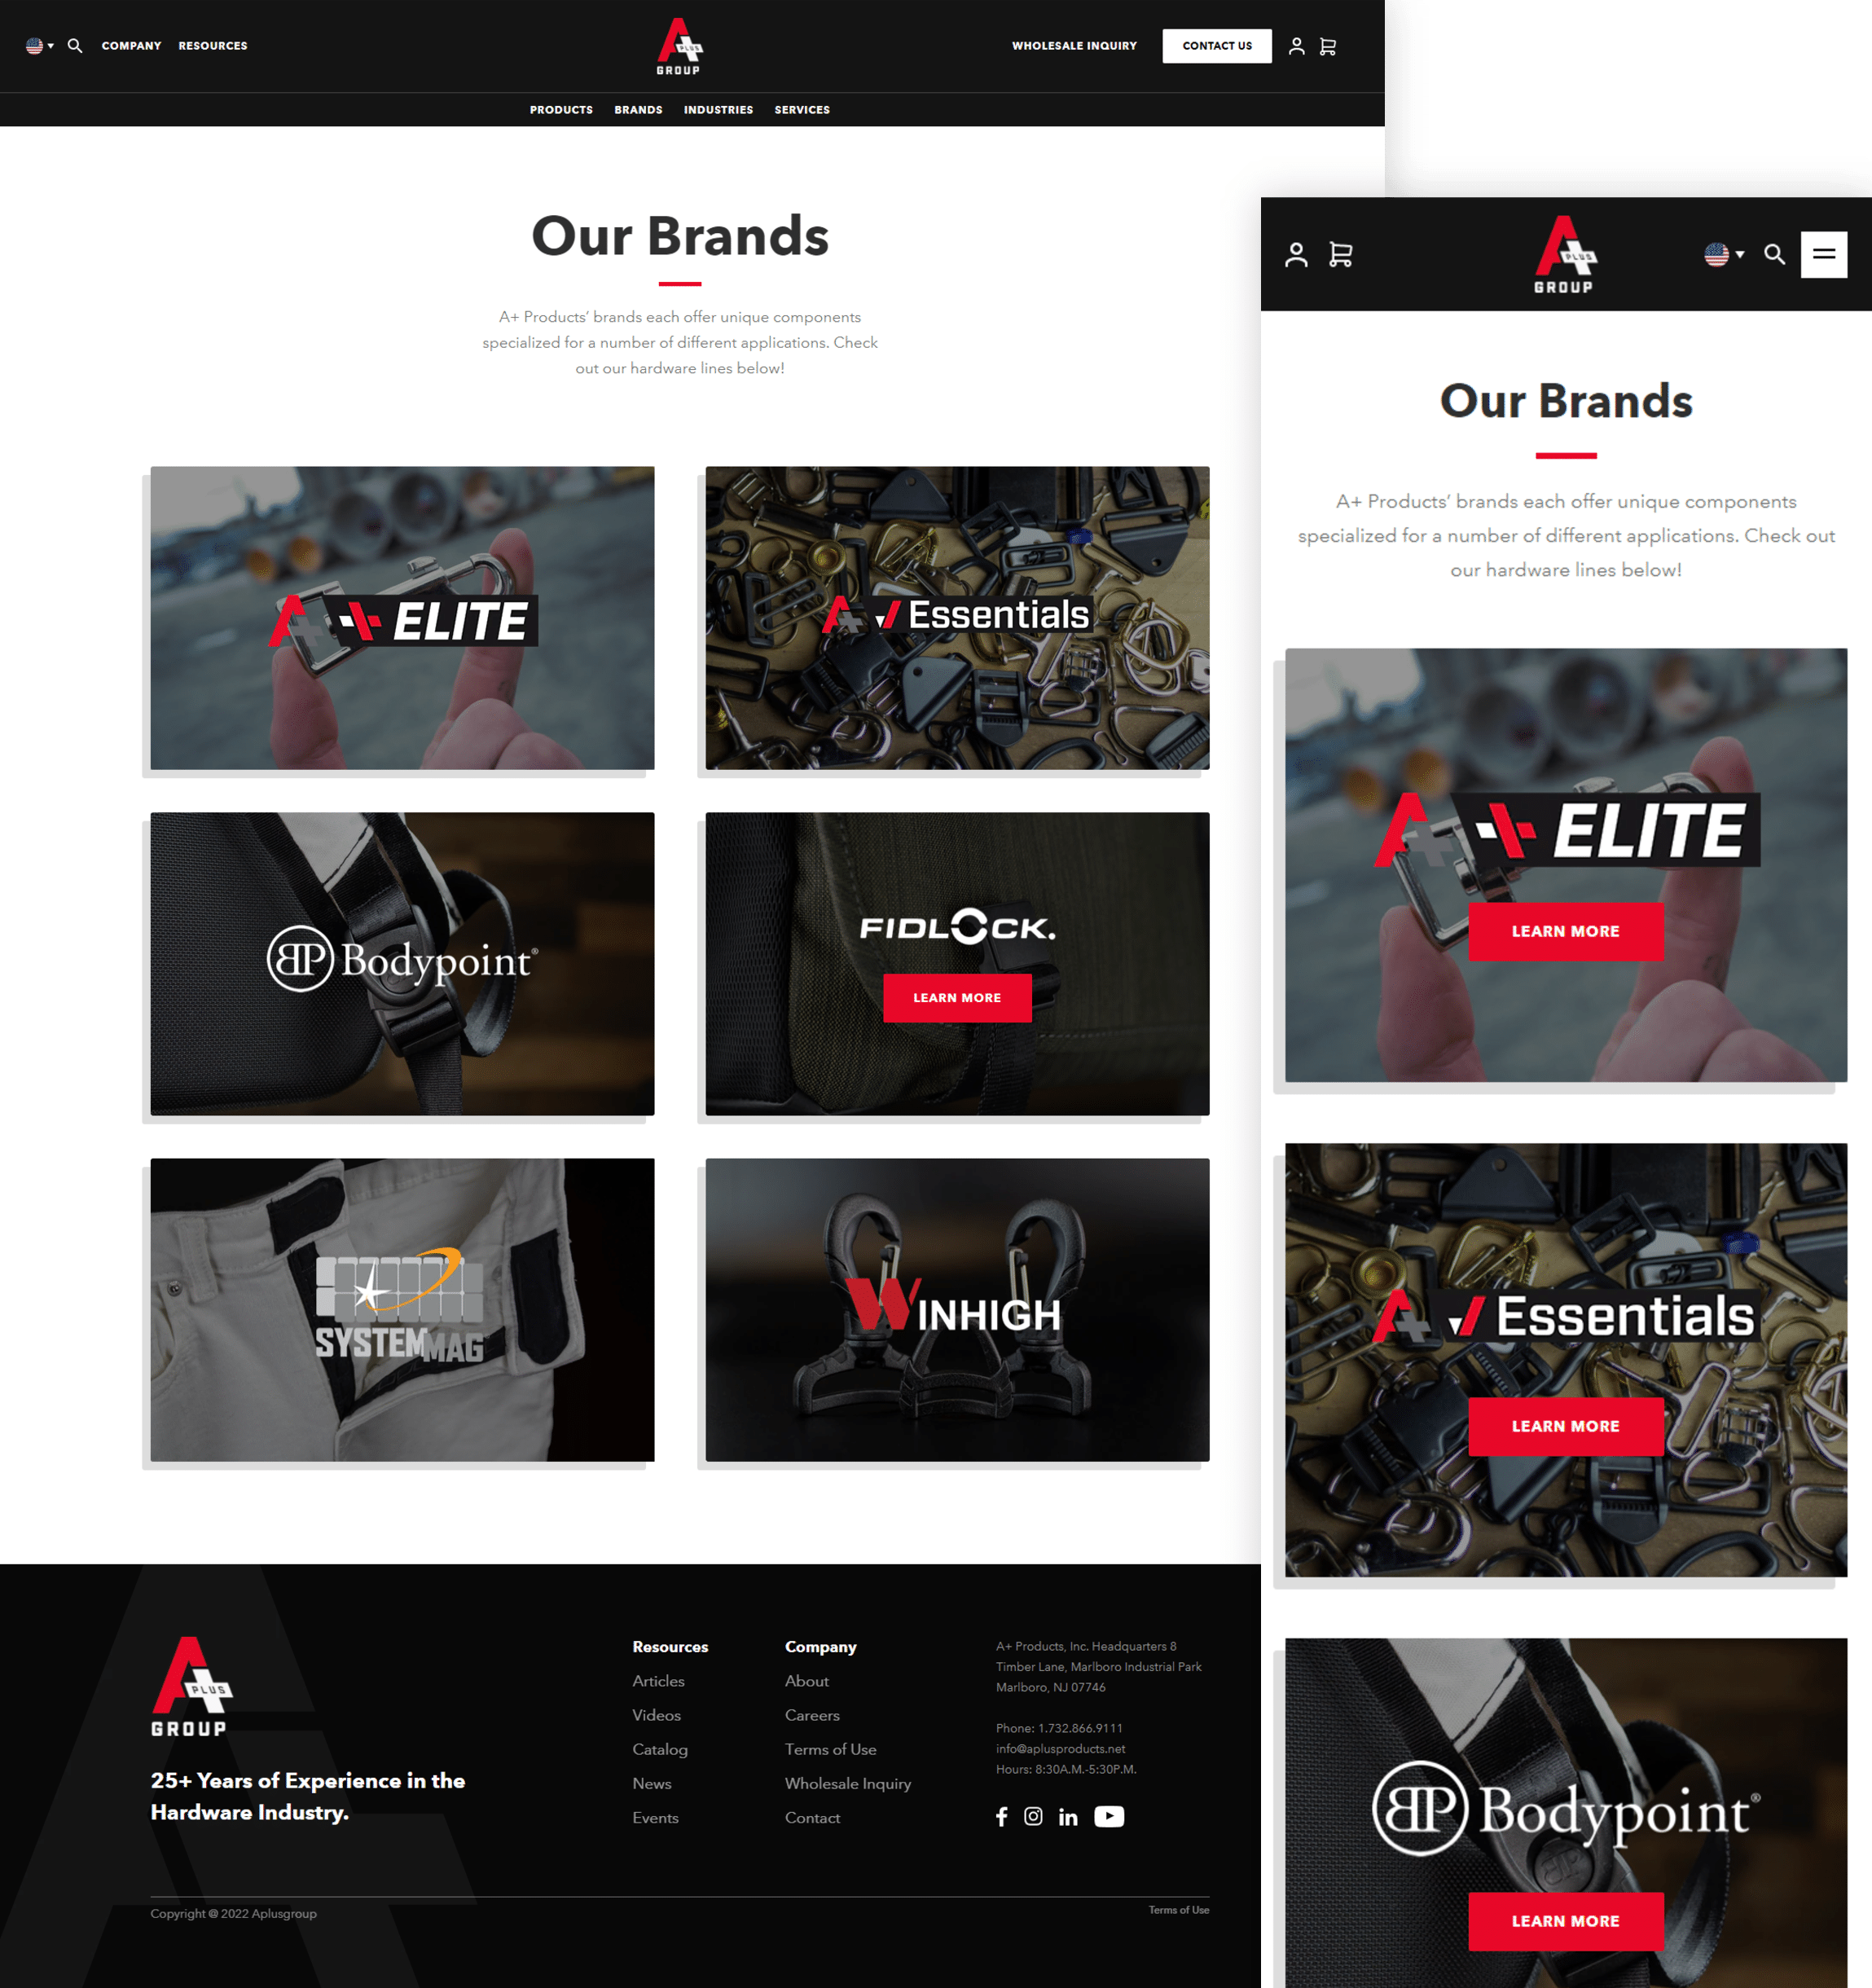 COMPANY RESOURCES
A PLUS GROUP
WHOLESALE INQUIRY CONTACT US
PRODUCTS BRANDS INDUSTRIES SERVICES
Our Brands
A+ Products’ brands each offer unique components
specialized for a number of different applications. Check
out our hardware lines below!
A+ ELITE
A+ Essentials
BP Bodypoint®
FIDLOCK.
LEARN MORE
SYSTEMMAG
WINHIGH
A PLUS GROUP
25+ Years of Experience in the
Hardware Industry.
Resources
Articles
Videos
Catalog
News
Events
Company
About
Careers
Terms of Use
Wholesale Inquiry
Contact
A+ Products, Inc. Headquarters 8
Timber Lane, Marlboro Industrial Park
Marlboro, NJ 07746
Phone: 1.732.866.9111
info@aplusproducts.net
Hours: 8:30A.M.-5:30P.M.
Copyright @ 2022 Aplusgroup
Terms of Use
A PLUS GROUP
Our Brands
A+ Products’ brands each offer unique components
specialized for a number of different applications. Check out
our hardware lines below!
A+ ELITE
LEARN MORE
A+ Essentials
LEARN MORE
BP Bodypoint®
LEARN MORE